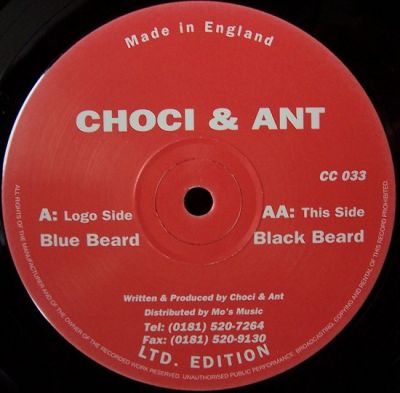 Made in England
CHOCI & ANT
CC 033
A: Logo Side
Blue Beard
AA: This Side
Black Beard
Written & Produced by Choci & Ant
Distributed by Mo's Music
Tel: (0181) 520-7264
Fax: (0181) 520-9130
LTD. EDITION
ALL RIGHTS OF THE MANUFACTURER AND OF THE OWNER OF THE RECORDED WORK RESERVED. UNAUTHORISED PUBLIC PERFORMANCE. BROADCASTING, COPYING AND RENTAL OF THIS RECORD PROHIBITED.